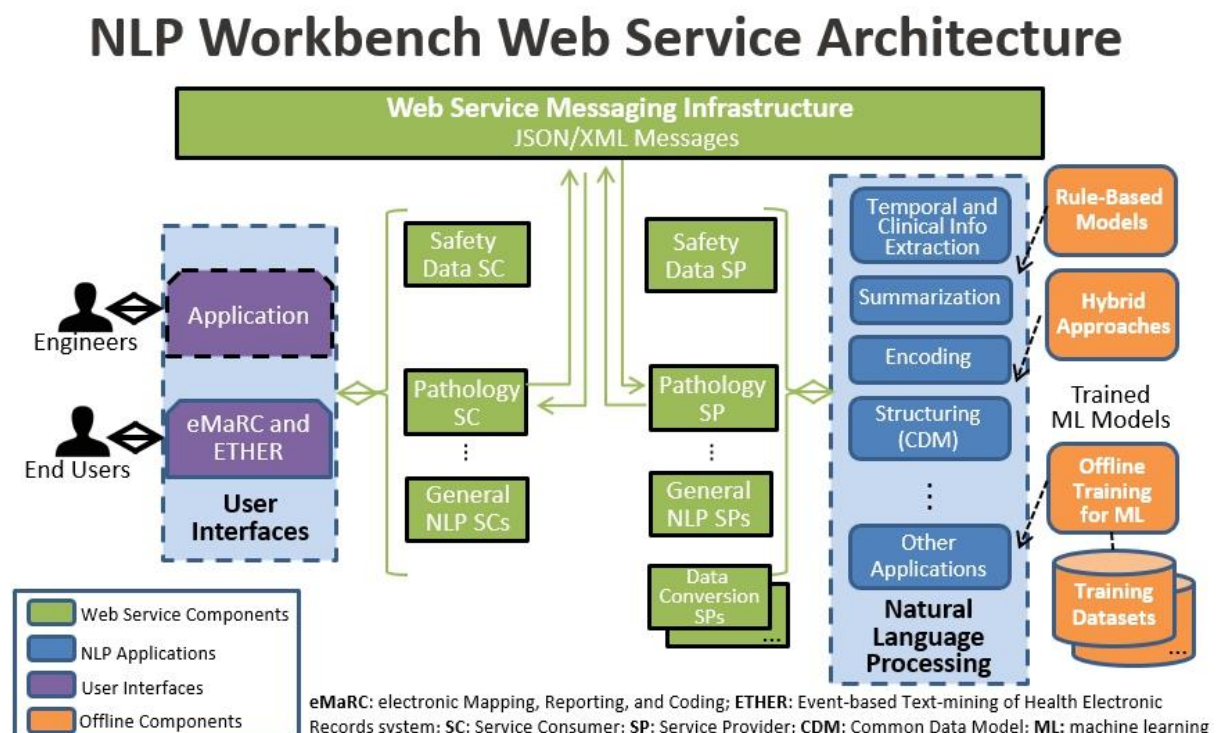 NLP Workbench Web Service Architecture
Web Service Messaging Infrastructure
JSON/XML Messages
Engineers
End Users
Application
eMaRC and
ETHER
User
Interfaces
Safety
Data SC
Pathology
SC
...
General
NLP SCs
Safety
Data SP
Pathology
SP
...
General
NLP SPs
Data
Conversion
SPs
...
Temporal and
Clinical Info
Extraction
Summarization
Encoding
Structuring
(CDM)
...
Other
Applications
Natural
Language
Processing
Rule-Based
Models
Hybrid
Approaches
Trained
ML Models
Offline
Training
for ML
Training
Datasets
...
Web Service Components
NLP Applications
User Interfaces
Offline Components
eMaRC: electronic Mapping, Reporting, and Coding; ETHER: Event-based Text-mining of Health Electronic
Records system; SC: Service Consumer; SP: Service Provider; CDM: Common Data Model; ML: machine learning